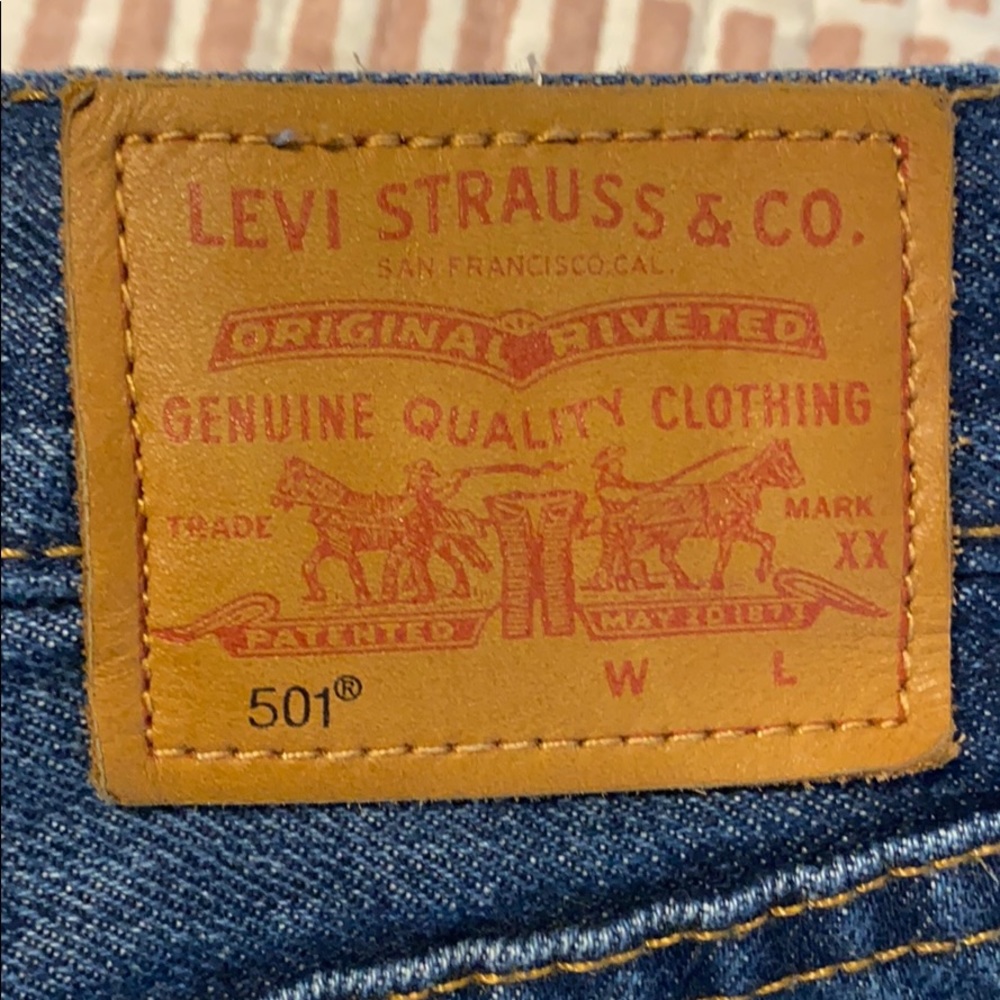 LEVI STRAUSS & CO.
SAN FRANCISCO, CAL.
ORIGINAL RIVETED
GENUINE QUALITY CLOTHING
TRADE MARK
XX
PATENTED MAY 20 1873
501® W L